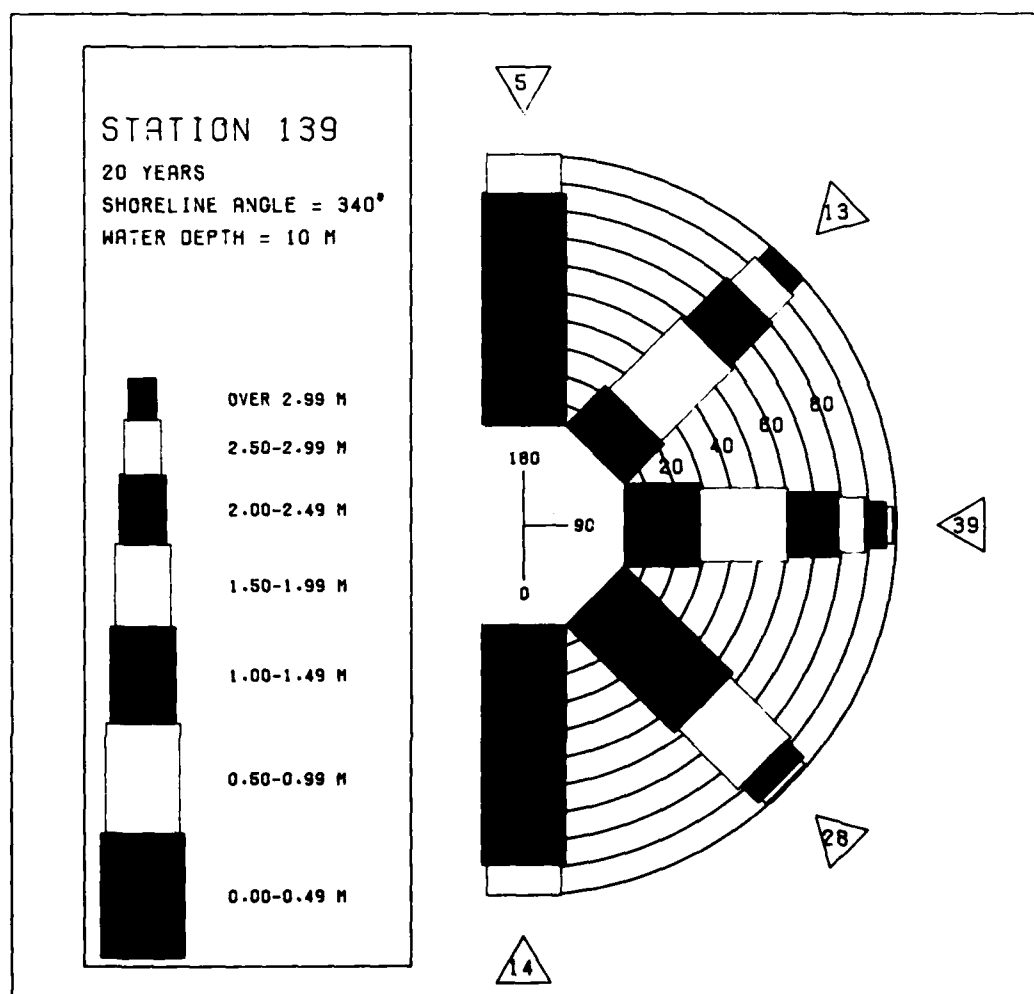 STATION 139
20 YEARS
SHORELINE ANGLE = 340°
WATER DEPTH = 10 M
OVER 2.99 M
2.50-2.99 M
2.00-2.49 M
1.50-1.99 M
1.00-1.49 M
0.50-0.99 M
0.00-0.49 M
5
13
80
60
40
20
180
90
0
39
28
14